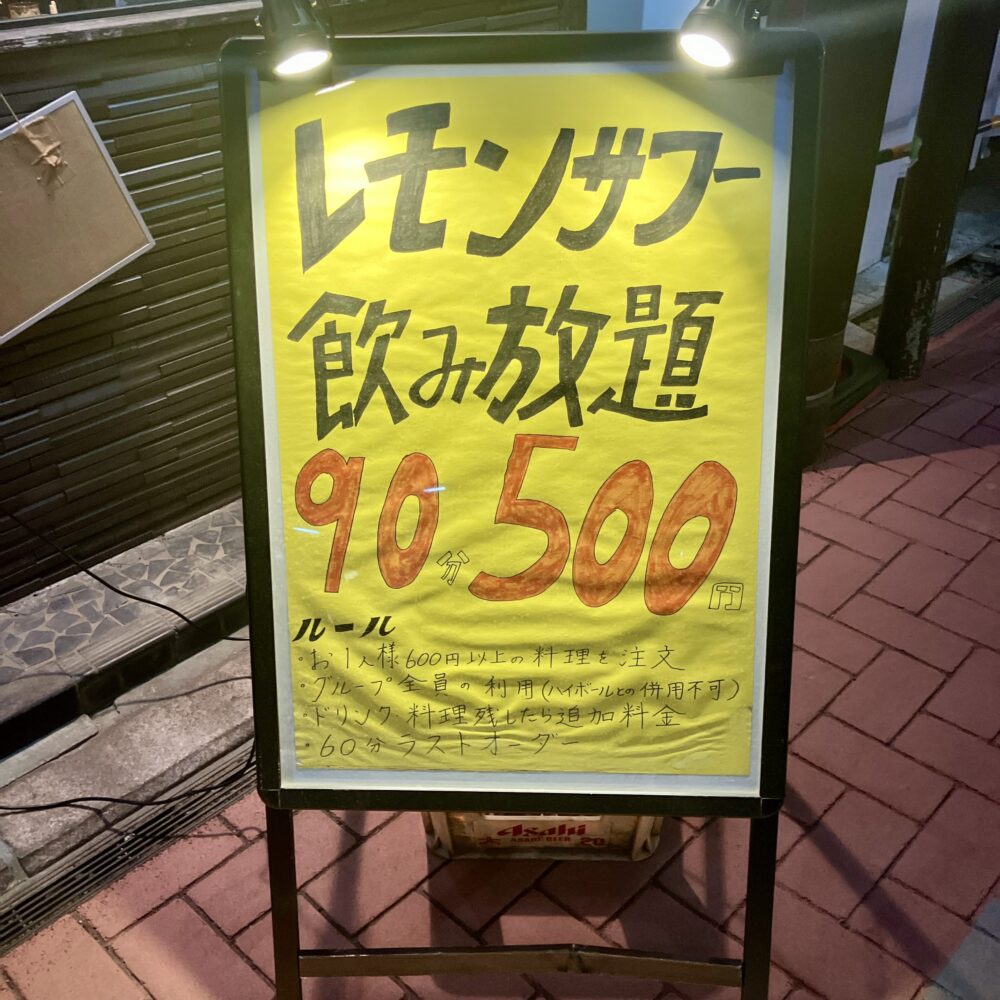 レモンサワー
飲み放題
90分500円
ルール
・お1人様600円以上の料理を注文
・グループ全員の利用(ハイボールとの併用不可)
・ドリンク・料理残したら追加料金
・60分ラストオーダー
Asahi
ASAHI BEER 20